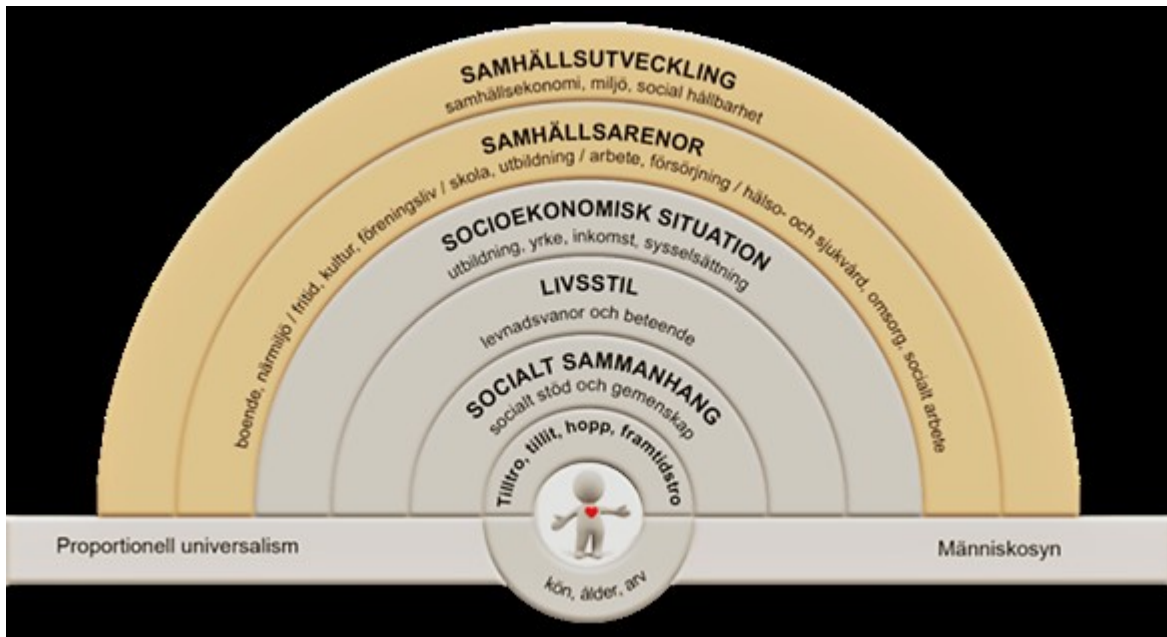 SAMHÄLLSUTVECKLING
samhällsekonomi, miljö, social hållbarhet
SAMHÄLLSARENOR
boende, närmiljö / fritid, kultur, föreningsliv / skola, utbildning / arbete, försörjning / hälso- och sjukvård, omsorg, socialt arbete
SOCIOEKONOMISK SITUATION
utbildning, yrke, inkomst, sysselsättning
LIVSSTIL
levnadsvanor och beteende
SOCIALT SAMMANHANG
socialt stöd och gemenskap
Tilltro, tillit, hopp, framtidstro
Proportionell universalism
Människosyn
kön, ålder, arv